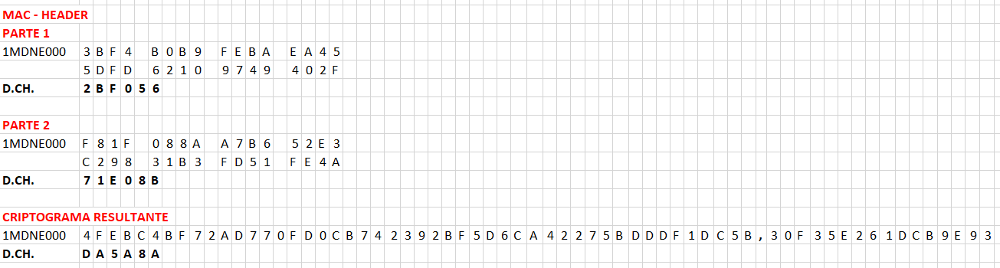 MAC - HEADER
PARTE 1
1MDNE000 3 B F 4 B 0 B 9 F E B A E A 4 5
5 D F D 6 2 1 0 9 7 4 9 4 0 2 F
D.CH. 2 B F 0 5 6
PARTE 2
1MDNE000 F 8 1 F 0 8 8 A A 7 B 6 5 2 E 3
C 2 9 8 3 1 B 3 F D 5 1 F E 4 A
D.CH. 7 1 E 0 8 B
CRIPTOGRAMA RESULTANTE
1MDNE000 4 F E B C 4 B F 7 2 A D 7 7 0 F D 0 C B 7 4 2 3 9 2 B F 5 D 6 C A 4 2 2 7 5 B D D D F 1 D C 5 B , 3 0 F 3 5 E 2 6 1 D C B 9 E 9 3
D.CH. D A 5 A 8 A